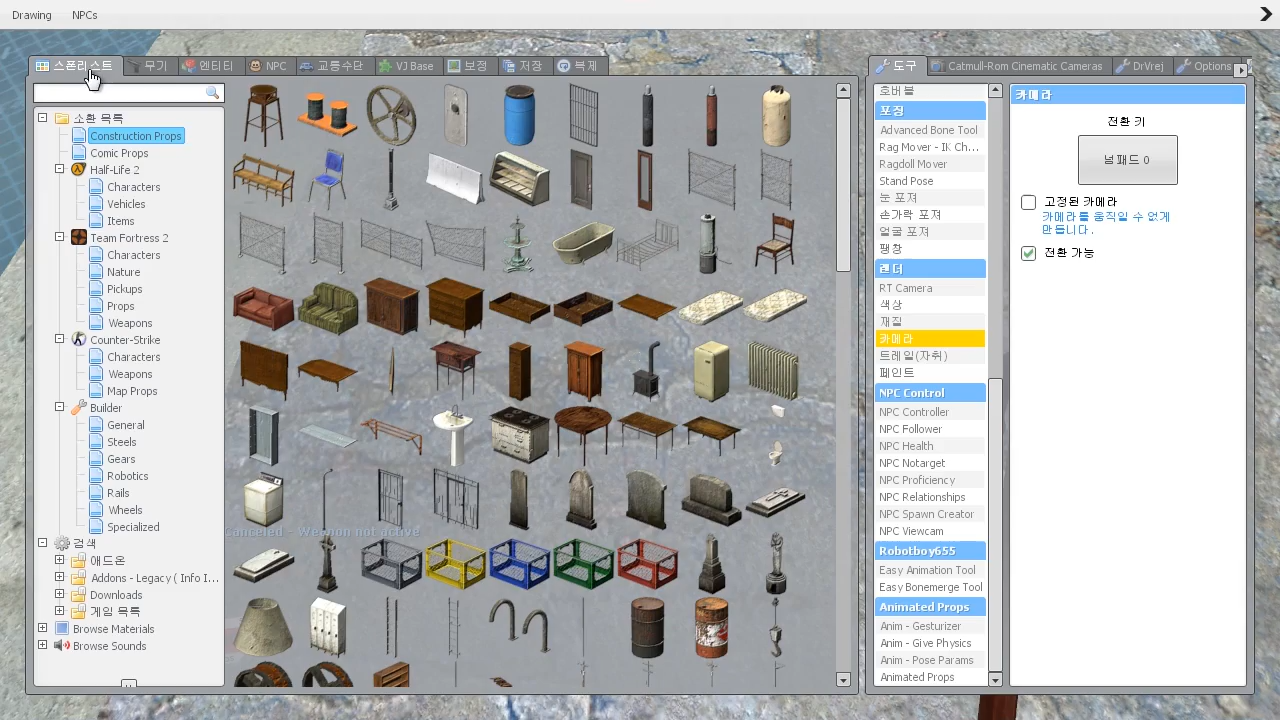 Drawing NPCs
스폰리스트 무기 엔티티 NPC 교통수단 VJ Base 보정 저장 복제
소환 목록
Construction Props
Comic Props
Half-Life 2
Characters
Vehicles
Items
Team Fortress 2
Characters
Nature
Pickups
Props
Weapons
Counter-Strike
Characters
Weapons
Map Props
Builder
General
Steels
Gears
Robotics
Rails
Wheels
Specialized
검색
애드온
Addons - Legacy ( Info I...
Downloads
게임 목록
Browse Materials
Browse Sounds
Canceled - Weapon not active
도구 Catmull-Rom Cinematic Cameras DrVrej Options
호버볼
포징
Advanced Bone Tool
Rag Mover - IK Ch...
Ragdoll Mover
Stand Pose
눈 포져
손가락 포져
얼굴 포져
팽창
렌더
RT Camera
색상
재질
카메라
트레일(자취)
페인트
NPC Control
NPC Controller
NPC Follower
NPC Health
NPC Notarget
NPC Proficiency
NPC Relationships
NPC Spawn Creator
NPC Viewcam
Robotboy655
Easy Animation Tool
Easy Bonemerge Tool
Animated Props
Anim - Gesturizer
Anim - Give Physics
Anim - Pose Params
Animated Props
카메라
전환 키
넘패드 0
고정된 카메라
카메라를 움직일 수 없게
만듭니다.
전환 가능